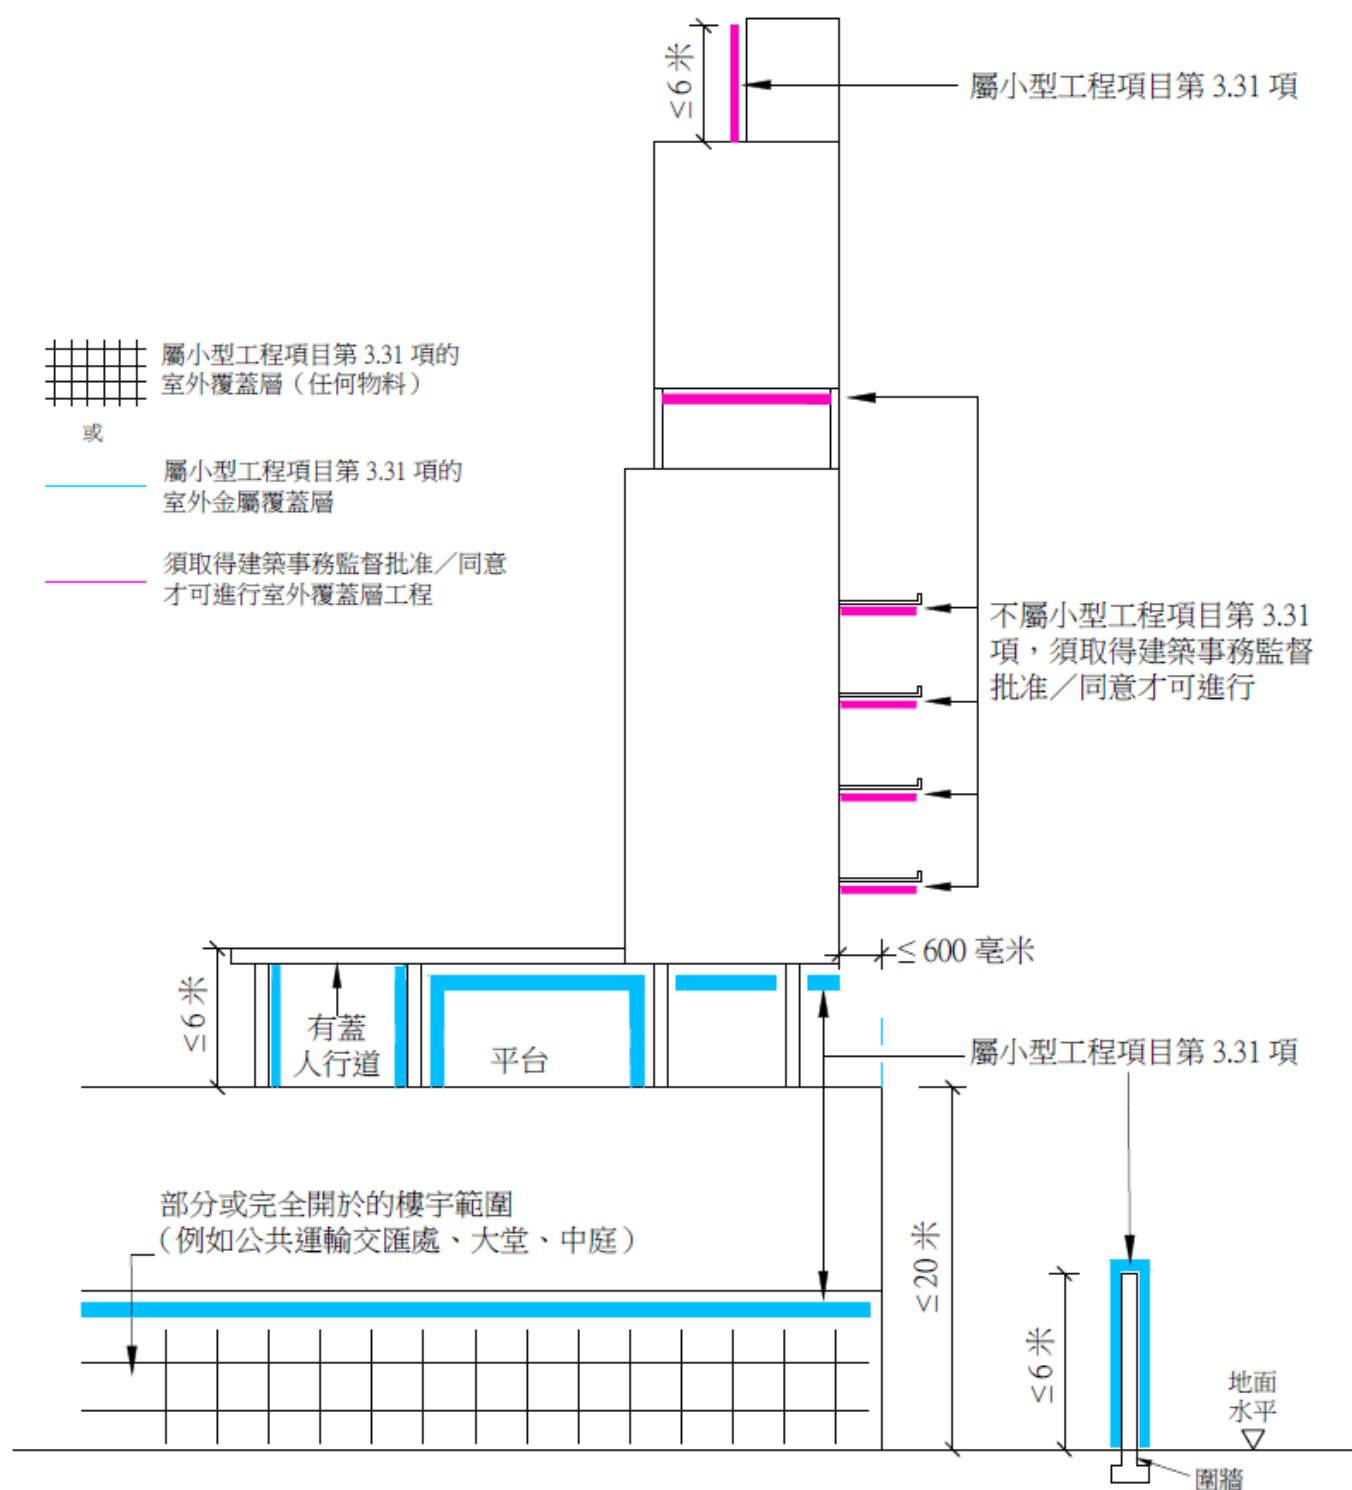 ≤6 米
屬小型工程項目第 3.31 項
屬小型工程項目第 3.31 項的
室外覆蓋層（任何物料）
或
屬小型工程項目第 3.31 項的
室外金屬覆蓋層
須取得建築事務監督批准／同意
才可進行室外覆蓋層工程
不屬小型工程項目第 3.31
項，須取得建築事務監督
批准／同意才可進行
≤ 600 毫米
≤6 米
有蓋
人行道
平台
屬小型工程項目第 3.31 項
部分或完全開於的樓宇範圍
（例如公共運輸交匯處、大堂、中庭）
≤20 米
≤6 米
地面
水平
圍牆